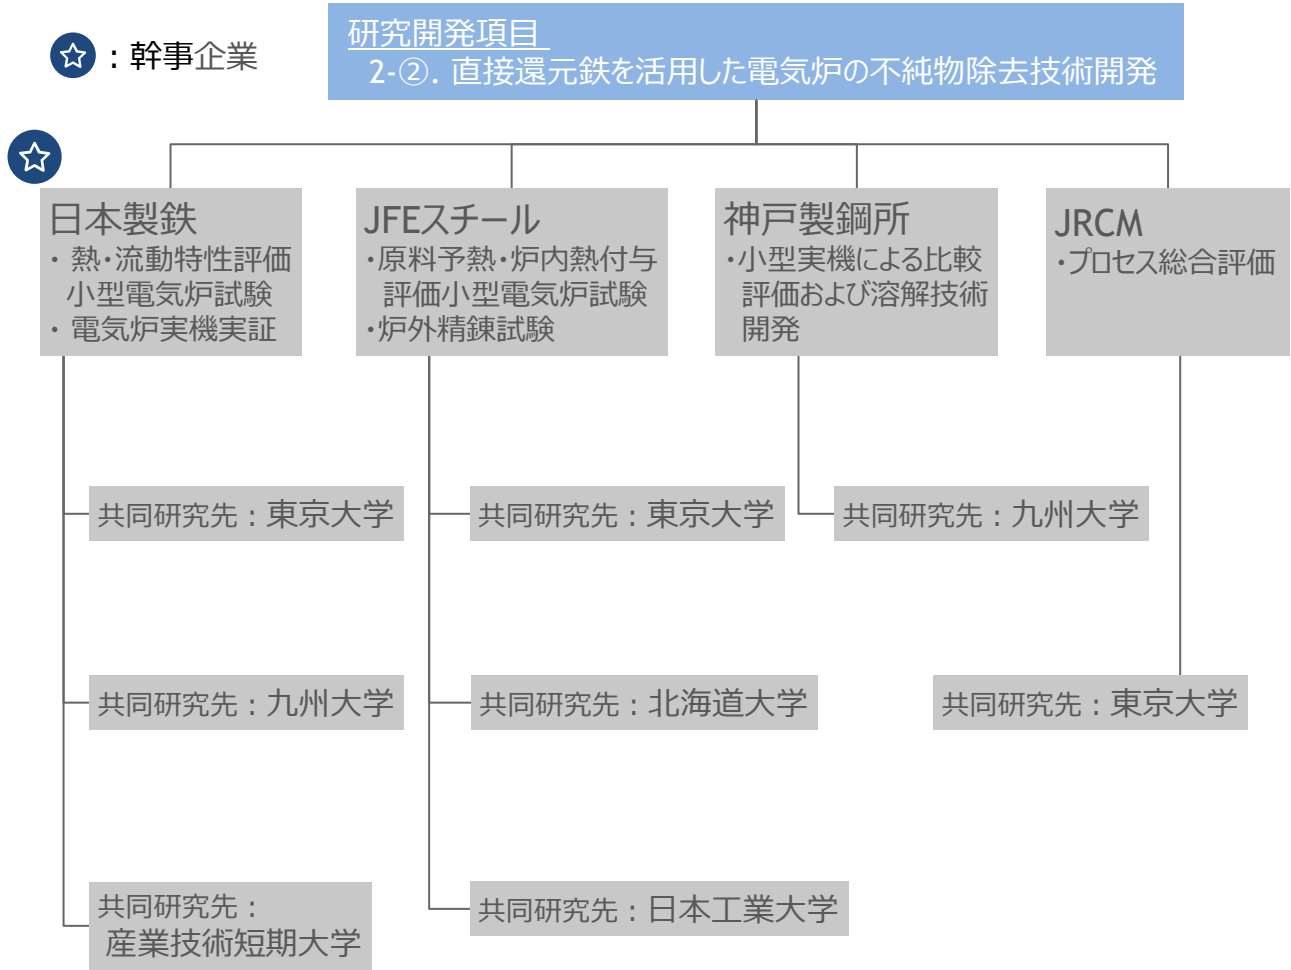 ：幹事企業
研究開発項目
2-②．直接還元鉄を活用した電気炉の不純物除去技術開発
日本製鉄
・ 熱・流動特性評価
小型電気炉試験
・ 電気炉実機実証
JFEスチール
・原料予熱・炉内熱付与
評価小型電気炉試験
・炉外精錬試験
神戸製鋼所
・小型実機による比較
評価および溶解技術
開発
JRCM
・プロセス総合評価
共同研究先：東京大学
共同研究先：東京大学
共同研究先：九州大学
共同研究先：九州大学
共同研究先：北海道大学
共同研究先：東京大学
共同研究先：
産業技術短期大学
共同研究先：日本工業大学